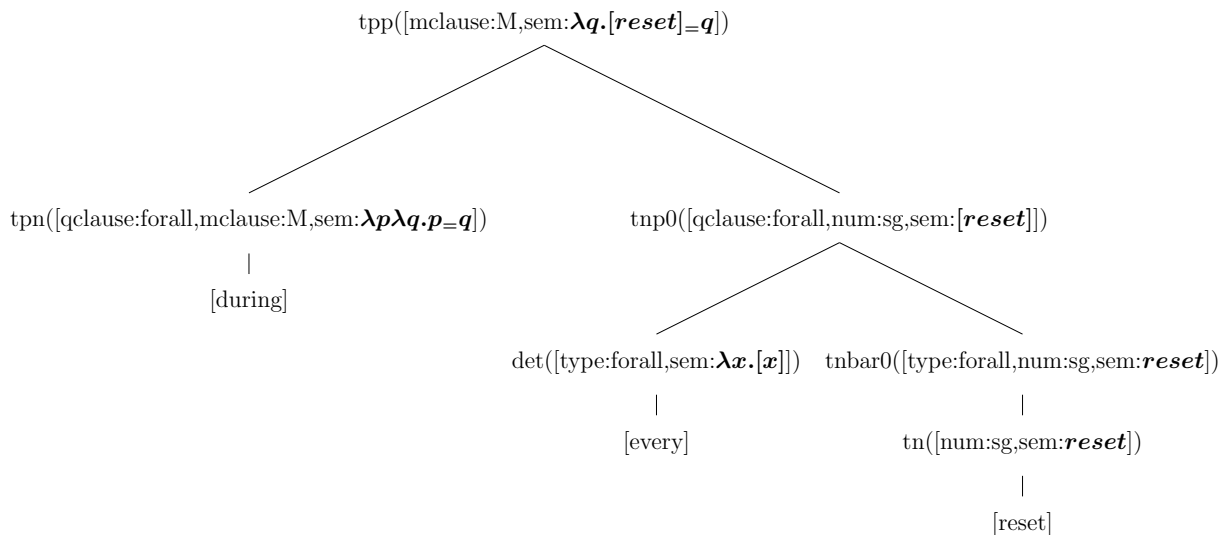 tpp([mclause:M,sem:λq.[reset]₌q])
tpn([qclause:forall,mclause:M,sem:λpλq.p₌q]) tnp0([qclause:forall,num:sg,sem:[reset]])
[during]
det([type:forall,sem:λx.[x]]) tnbar0([type:forall,num:sg,sem:reset])
[every] tn([num:sg,sem:reset])
[reset]